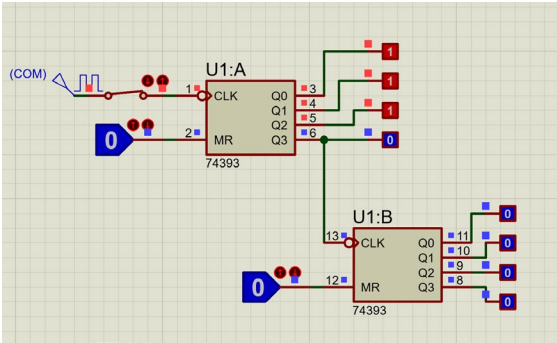 U1:A
(COM)
1 CLK Q0 3 1
Q1 4 1
Q2 5 1
0 2 MR Q3 6 0
74393
U1:B
13 CLK Q0 11 0
Q1 10 0
Q2 9 0
0 12 MR Q3 8 0
74393